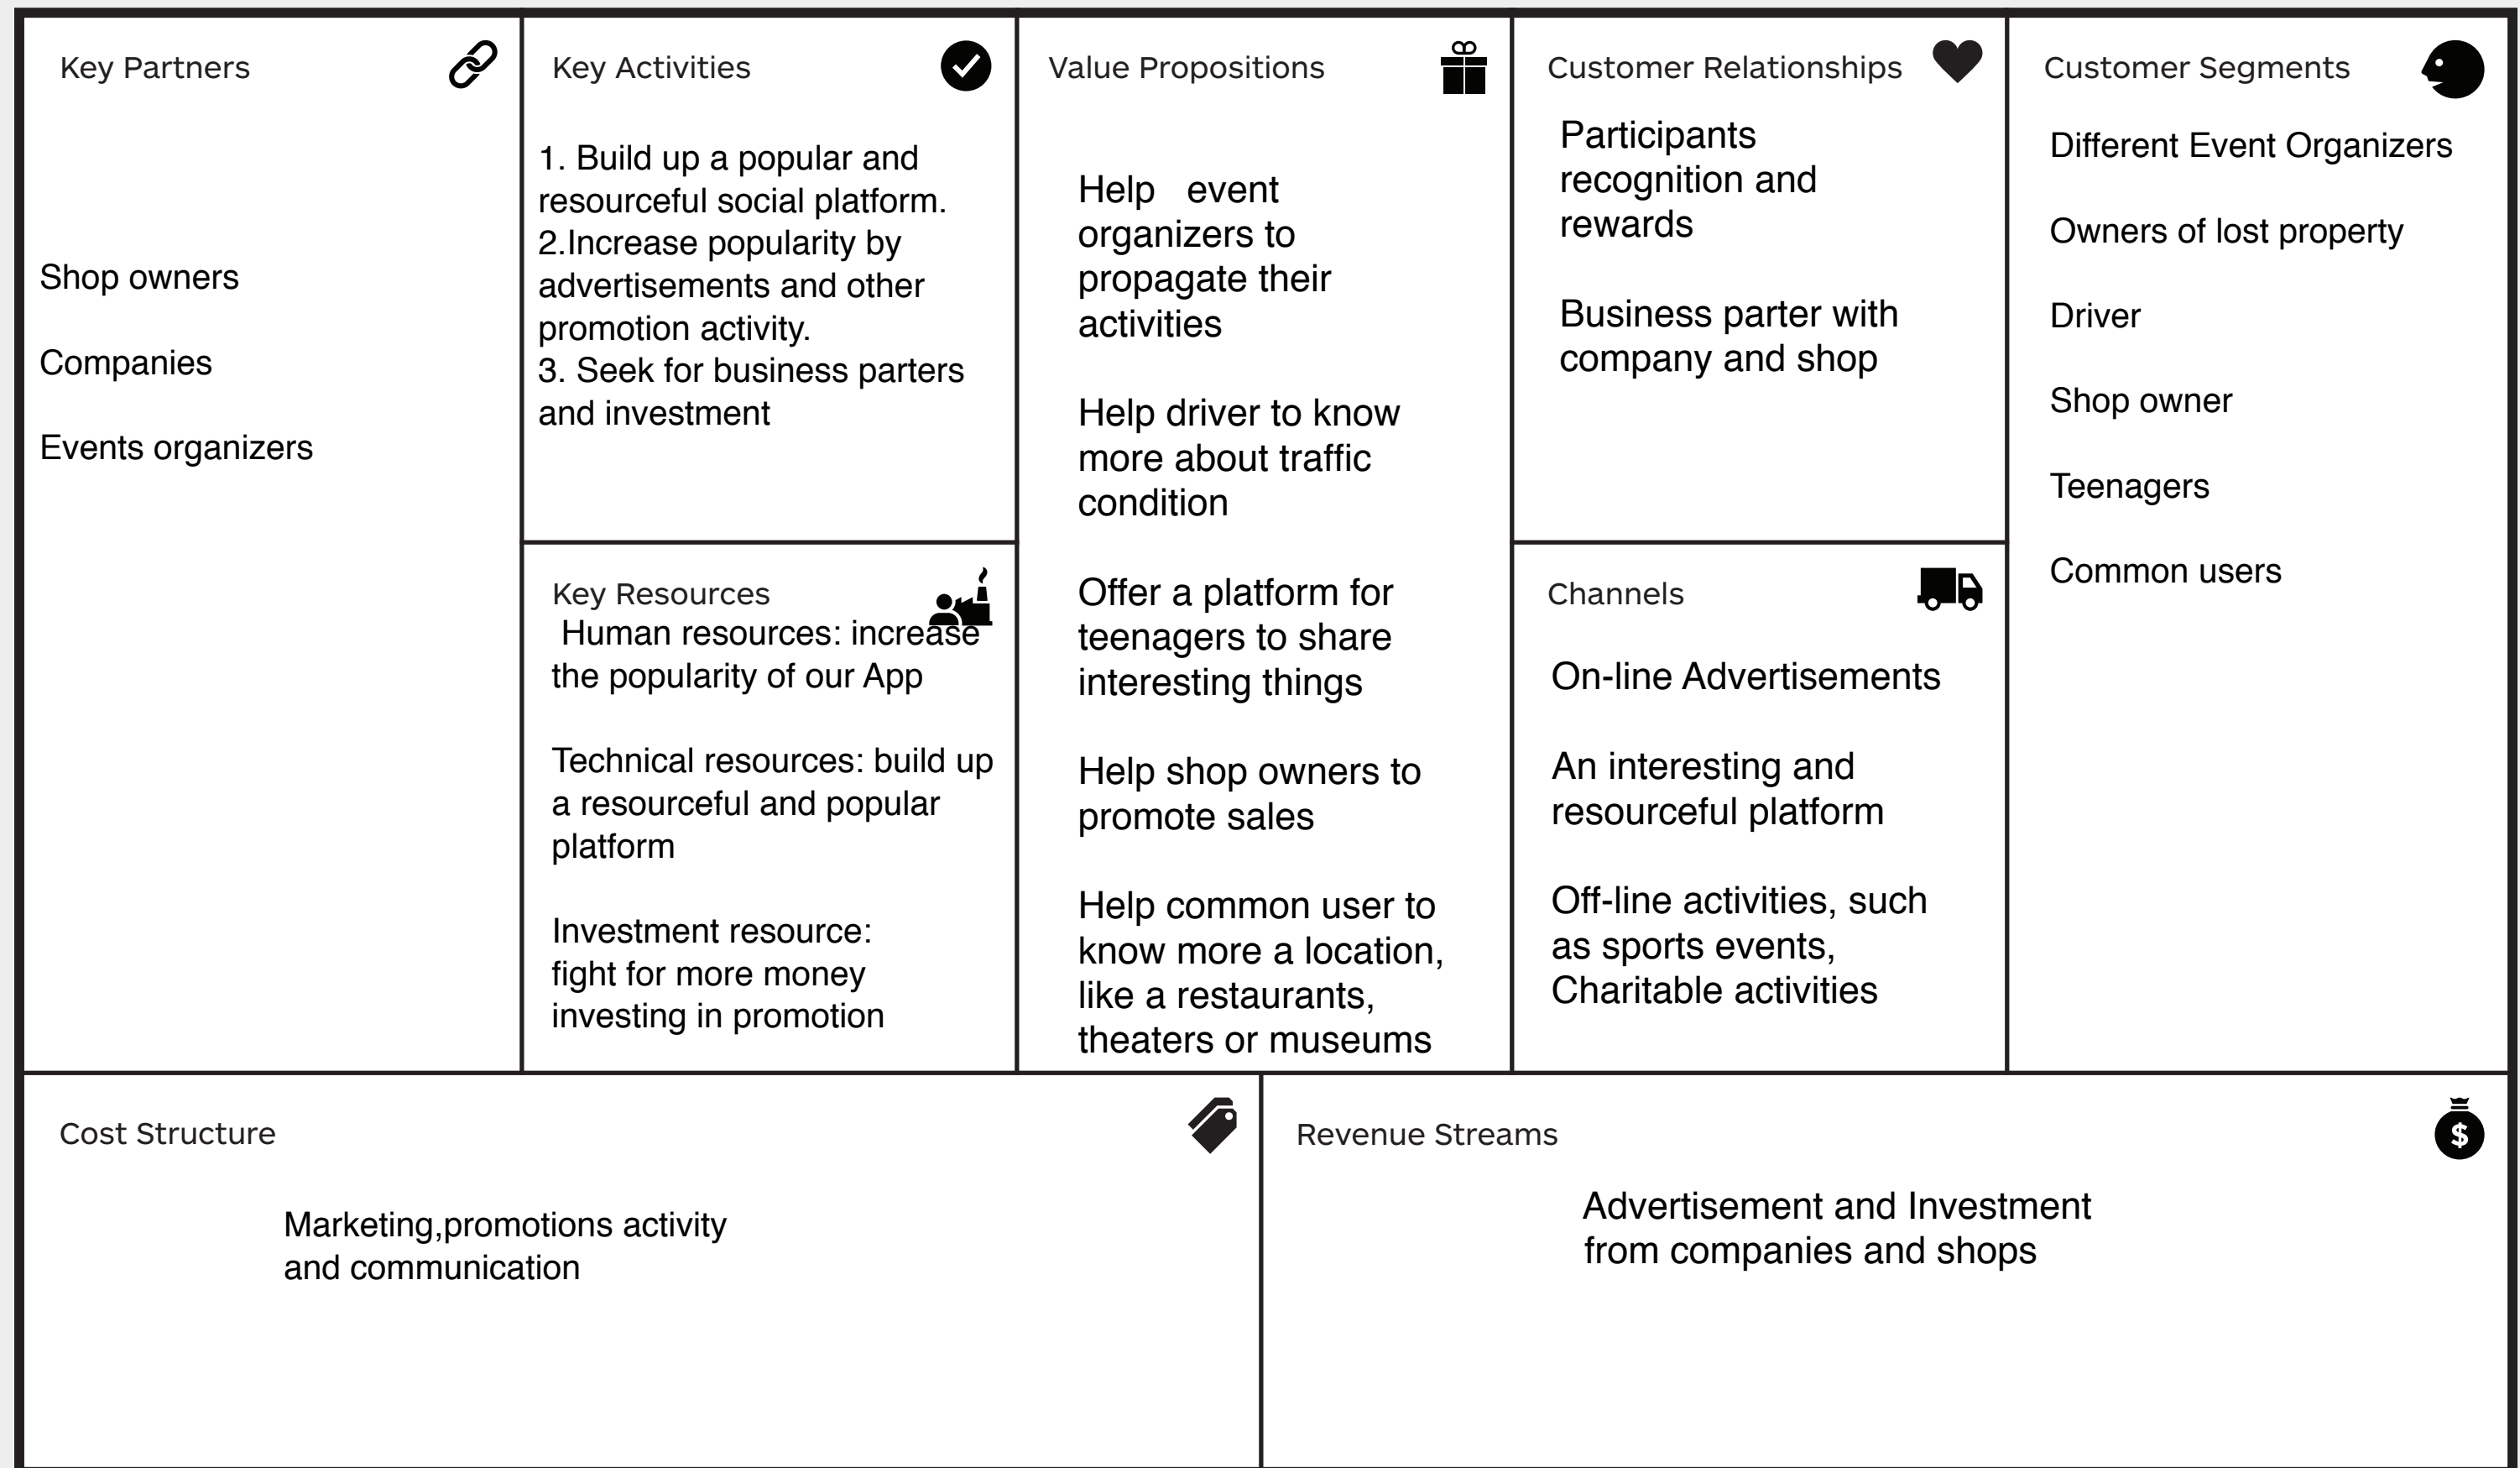 Key Partners
Shop owners
Companies
Events organizers
Key Activities
1. Build up a popular and
resourceful social platform.
2.Increase popularity by
advertisements and other
promotion activity.
3. Seek for business parters
and investment
Key Resources
Human resources: increase
the popularity of our App
Technical resources: build up
a resourceful and popular
platform
Investment resource:
fight for more money
investing in promotion
Value Propositions
Help event
organizers to
propagate their
activities
Help driver to know
more about traffic
condition
Offer a platform for
teenagers to share
interesting things
Help shop owners to
promote sales
Help common user to
know more a location,
like a restaurants,
theaters or museums
Customer Relationships
Participants
recognition and
rewards
Business parter with
company and shop
Channels
On-line Advertisements
An interesting and
resourceful platform
Off-line activities, such
as sports events,
Charitable activities
Customer Segments
Different Event Organizers
Owners of lost property
Driver
Shop owner
Teenagers
Common users
Cost Structure
Marketing,promotions activity
and communication
Revenue Streams
$
Advertisement and Investment
from companies and shops